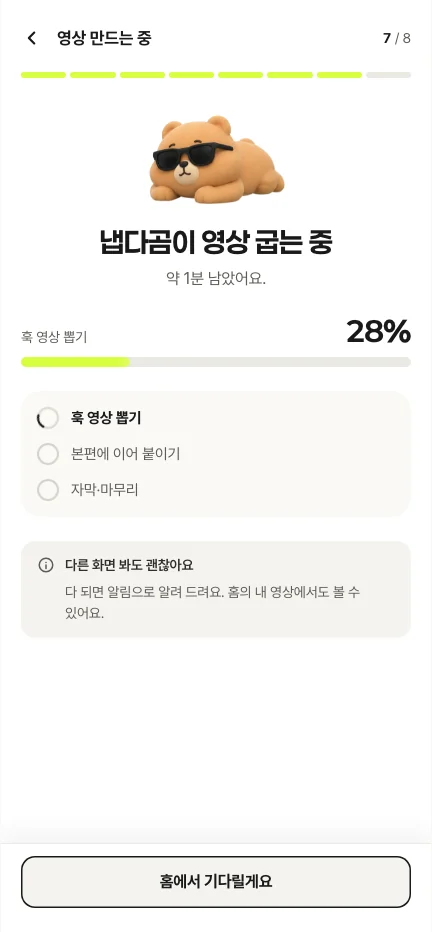 영상 만드는 중
7 / 8
냅다곰이 영상 굽는 중
약 1분 남았어요.
훅 영상 뽑기
28%
훅 영상 뽑기
본편에 이어 붙이기
자막·마무리
다른 화면 봐도 괜찮아요
다 되면 알림으로 알려 드려요. 홈의 내 영상에서도 볼 수
있어요.
홈에서 기다릴게요